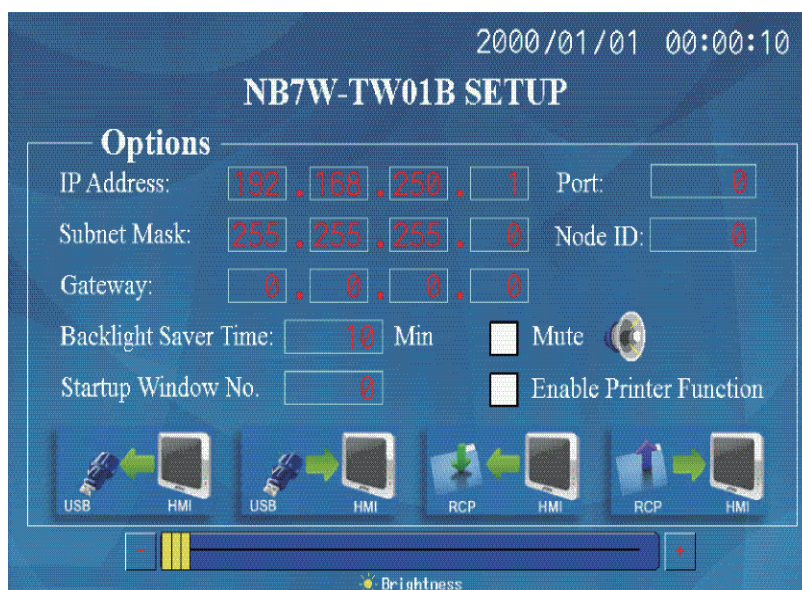 2000/01/01 00:00:10
NB7W-TW01B SETUP
Options
IP Address: 192 . 168 . 250 . 1 Port: 0
Subnet Mask: 255 . 255 . 255 . 0 Node ID: 0
Gateway: 0 . 0 . 0 . 0
Backlight Saver Time: 10 Min Mute
Startup Window No. 0 Enable Printer Function
USB HMI USB HMI RCP HMI RCP HMI
- +
Brightness